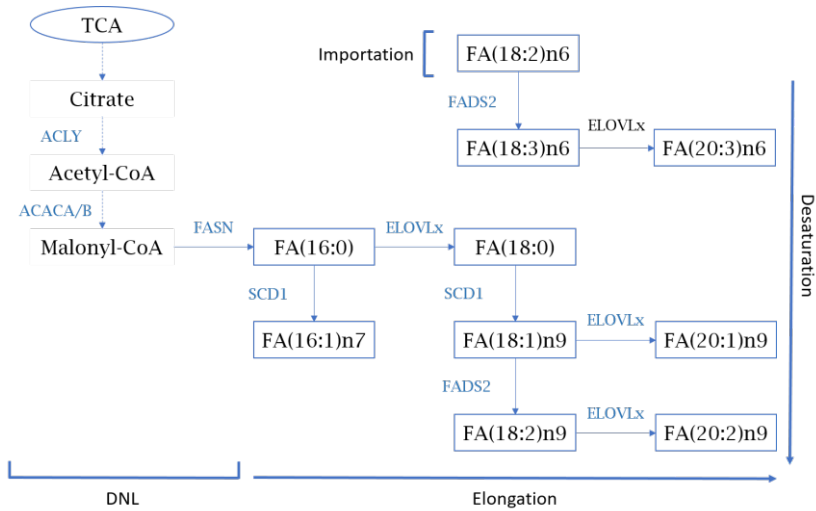 TCA
Importation
FA(18:2)n6
Citrate
FADS2
ELOVLx
ACLY
FA(18:3)n6
FA(20:3)n6
Acetyl-CoA
ACACA/B
Desaturation
FASN
ELOVLx
Malonyl-CoA
FA(16:0)
FA(18:0)
SCD1
SCD1
ELOVLx
FA(16:1)n7
FA(18:1)n9
FA(20:1)n9
FADS2
ELOVLx
FA(18:2)n9
FA(20:2)n9
DNL
Elongation